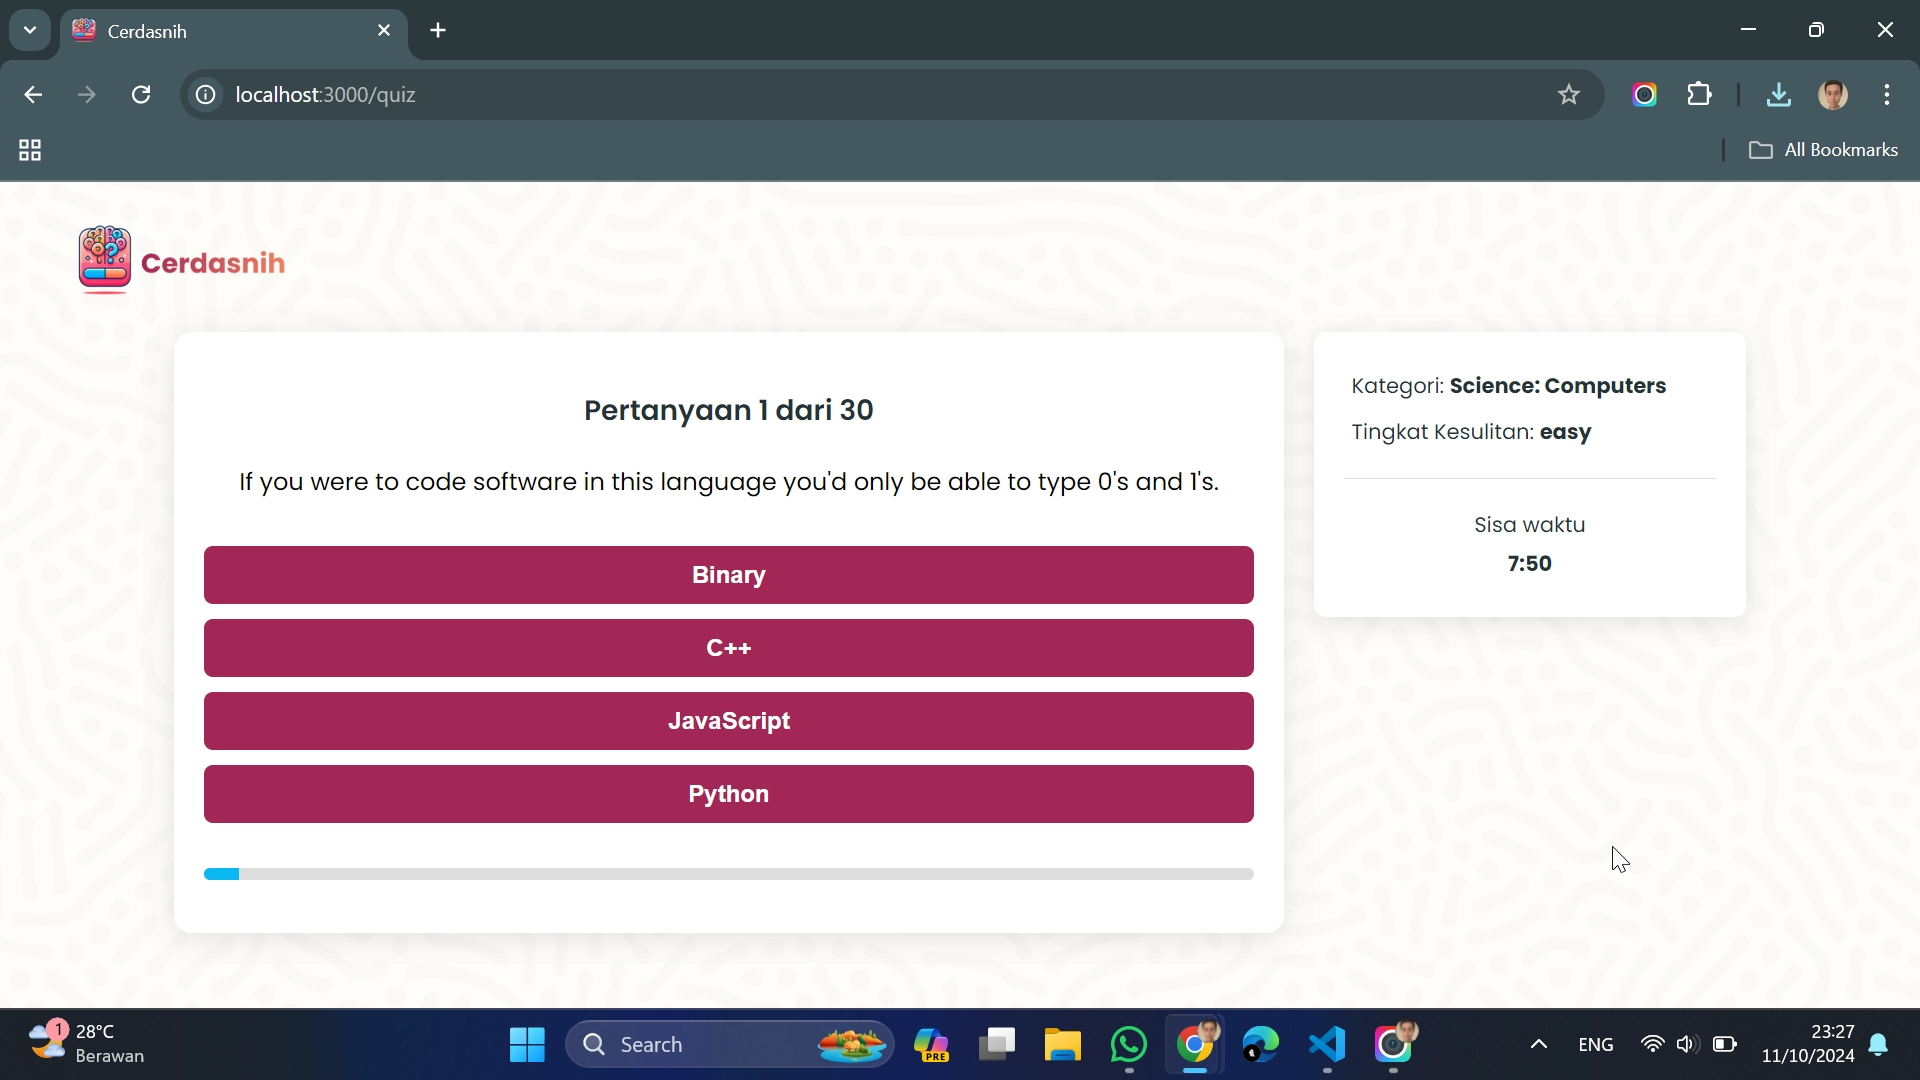 Cerdasnih
localhost:3000/quiz
All Bookmarks
Cerdasnih
Pertanyaan 1 dari 30
If you were to code software in this language you'd only be able to type 0's and 1's.
Binary
C++
JavaScript
Python
Kategori: Science: Computers
Tingkat Kesulitan: easy
Sisa waktu
7:50
1
28°C
Berawan
Search
PRE
ENG
23:27
11/10/2024